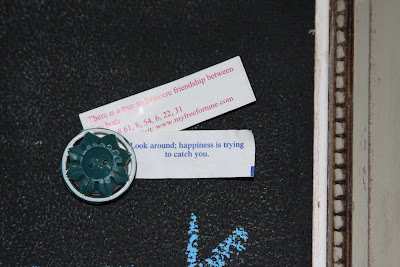 There is a true and sincere friendship between
both
61, 8, 54, 6, 22, 31
www.myfreefortune.com
Look around; happiness is trying
to catch you.